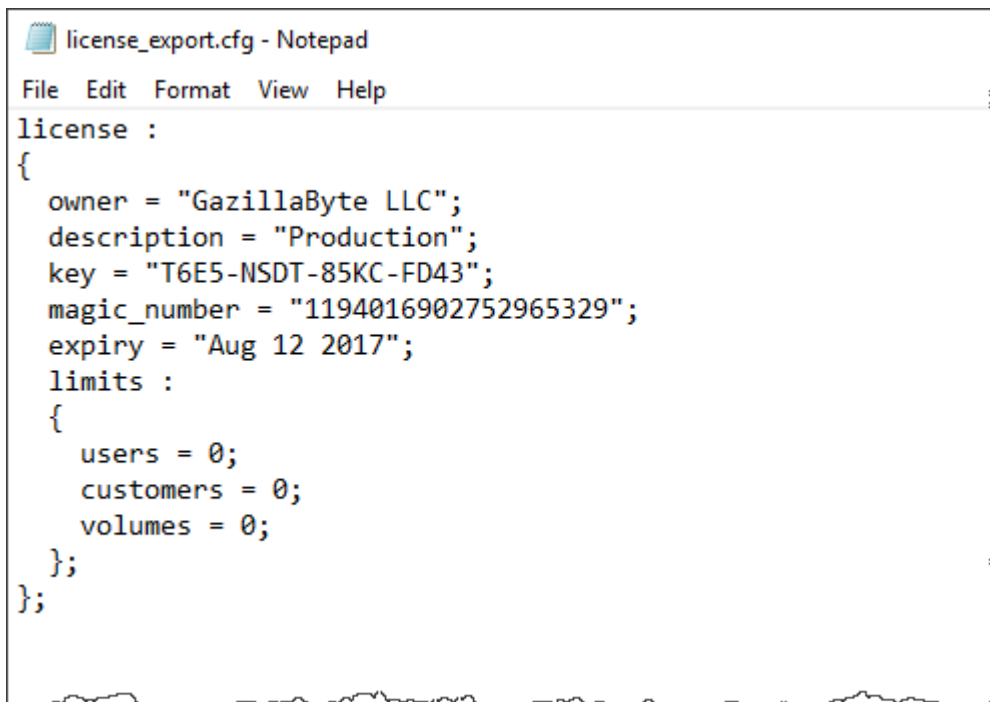 license_export.cfg - Notepad
File Edit Format View Help
license :
{
  owner = "GazillaByte LLC";
  description = "Production";
  key = "T6E5-NSDT-85KC-FD43";
  magic_number = "1194016902752965329";
  expiry = "Aug 12 2017";
  limits :
  {
    users = 0;
    customers = 0;
    volumes = 0;
  };
};